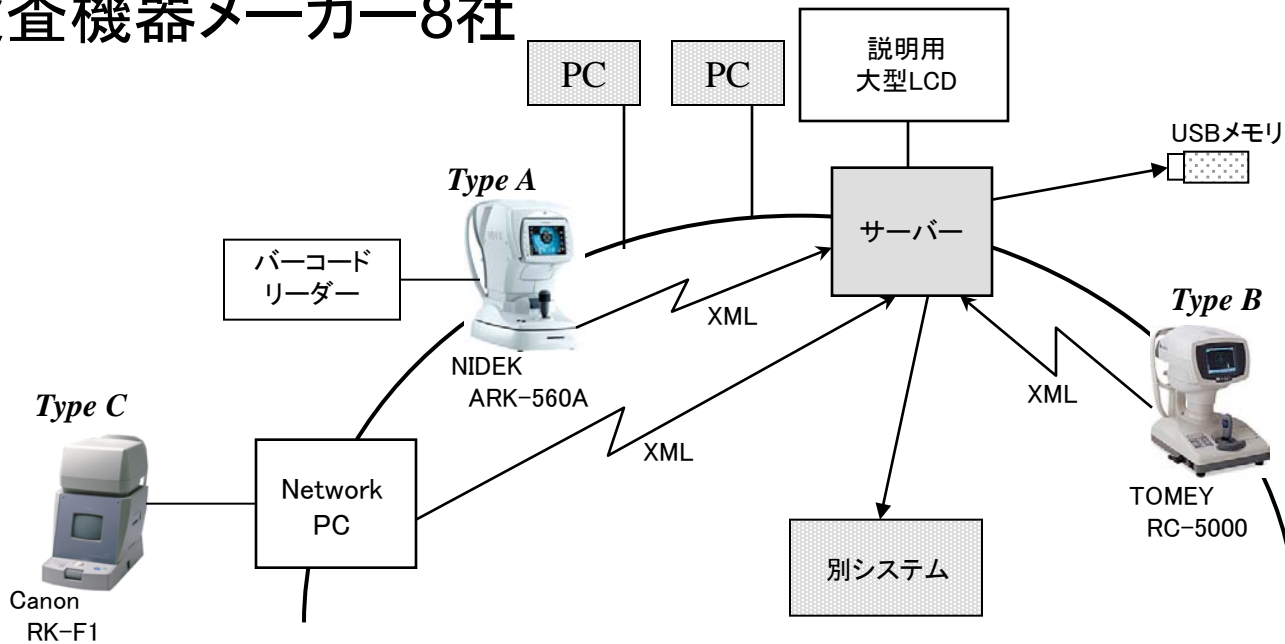 査機器メーカー8社
PC
PC
説明用
大型LCD
USBメモリ
Type A
サーバー
バーコード
リーダー
XML
Type B
NIDEK
ARK-560A
XML
Type C
XML
Network
PC
TOMEY
RC-5000
別システム
Canon
RK-F1